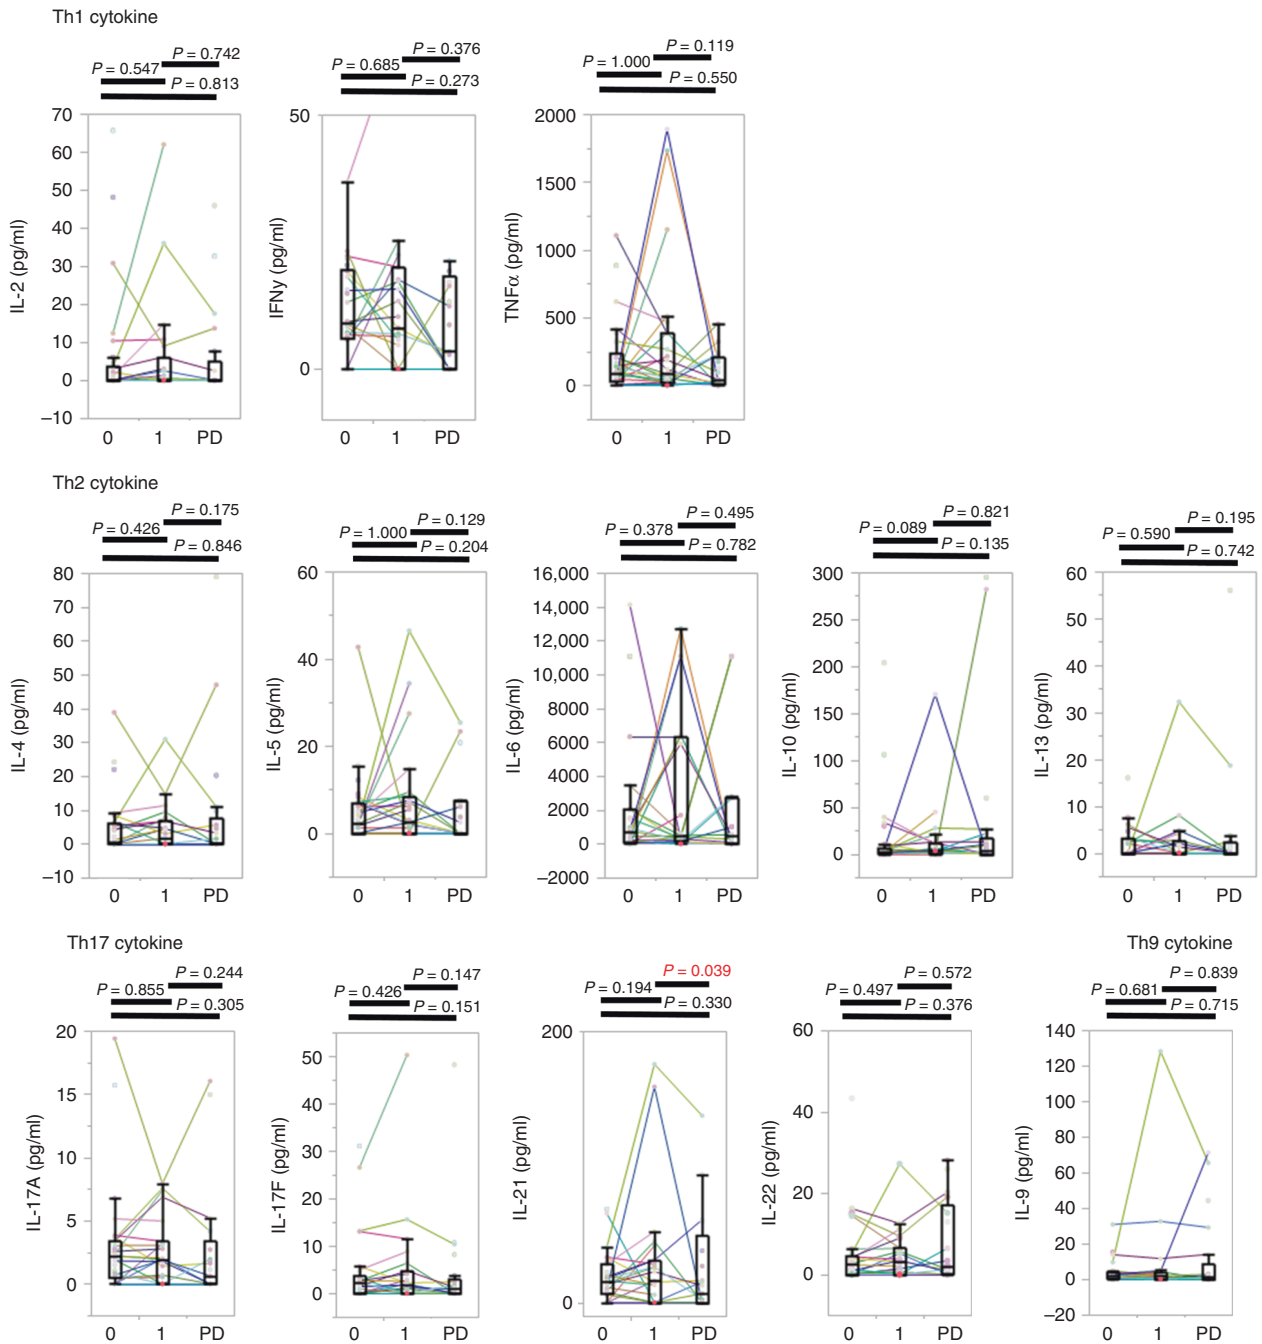 Th1 cytokine
P = 0.742
P = 0.547
P = 0.813
P = 0.376
P = 0.685
P = 0.273
P = 0.119
P = 1.000
P = 0.550
IL-2 (pg/ml)
70
60
50
40
30
20
10
0
–10
0 1 PD
IFNy (pg/ml)
50
0
0 1 PD
TNFα (pg/ml)
2000
1500
1000
500
0
0 1 PD
Th2 cytokine
P = 0.175
P = 0.426
P = 0.846
P = 0.129
P = 1.000
P = 0.204
P = 0.495
P = 0.378
P = 0.782
P = 0.821
P = 0.089
P = 0.135
P = 0.195
P = 0.590
P = 0.742
IL-4 (pg/ml)
80
70
60
50
40
30
20
10
0
–10
0 1 PD
IL-5 (pg/ml)
60
40
20
0
0 1 PD
IL-6 (pg/ml)
16,000
14,000
12,000
10,000
8000
6000
4000
2000
0
–2000
0 1 PD
IL-10 (pg/ml)
300
250
200
150
100
50
0
0 1 PD
IL-13 (pg/ml)
60
50
40
30
20
10
0
0 1 PD
Th17 cytokine
Th9 cytokine
P = 0.244
P = 0.855
P = 0.305
P = 0.147
P = 0.426
P = 0.151
P = 0.039
P = 0.194
P = 0.330
P = 0.572
P = 0.497
P = 0.376
P = 0.839
P = 0.681
P = 0.715
IL-17A (pg/ml)
20
15
10
5
0
0 1 PD
IL-17F (pg/ml)
50
40
30
20
10
0
0 1 PD
IL-21 (pg/ml)
200
0
0 1 PD
IL-22 (pg/ml)
60
40
20
0
0 1 PD
IL-9 (pg/ml)
140
120
100
80
60
40
20
0
–20
0 1 PD